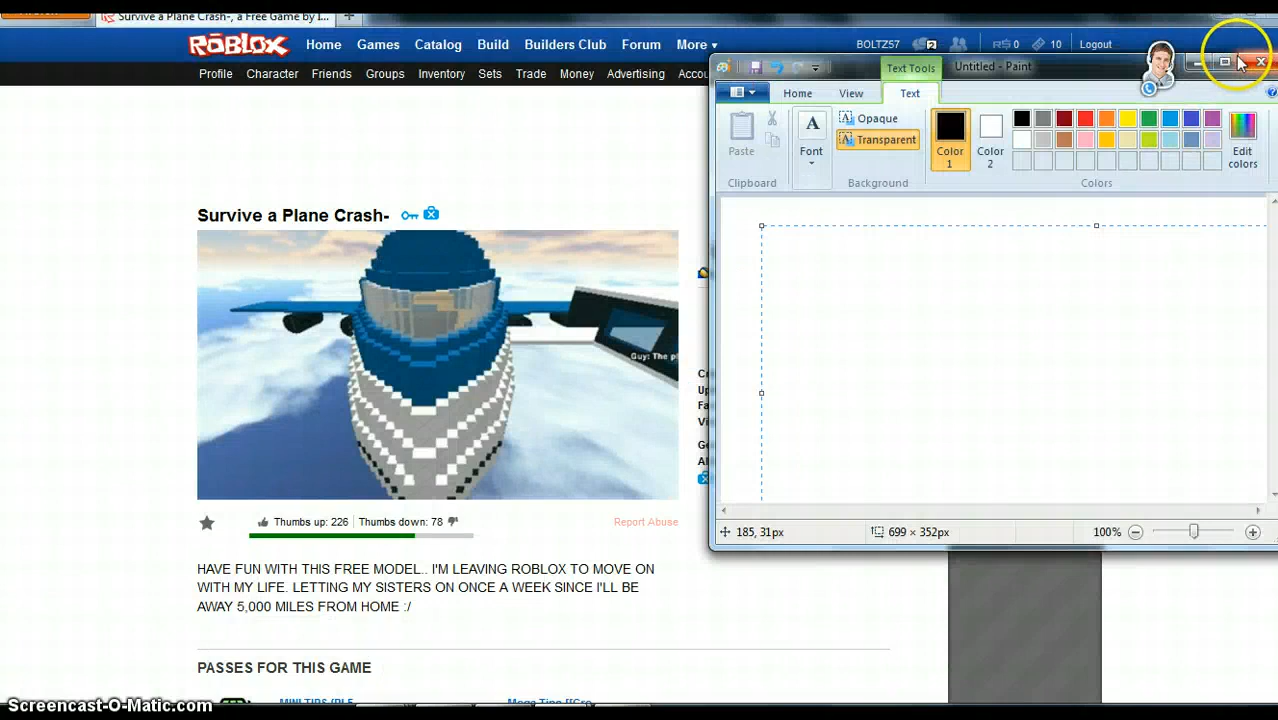 Survive a Plane Crash-, a Free Game by I...
ROBLOX Home Games Catalog Build Builders Club Forum More BOLTZ57 2 R$ 0 10 Logout
Profile Character Friends Groups Inventory Sets Trade Money Advertising Accou
Text Tools Untitled - Paint
Home View Text
Paste
Font
Opaque
Transparent
Color 1
Color 2
Edit colors
Clipboard Background Colors
Survive a Plane Crash-
Guy: The pl
Thumbs up: 226 Thumbs down: 78 Report Abuse
185, 31px 699 × 352px 100%
HAVE FUN WITH THIS FREE MODEL.. I'M LEAVING ROBLOX TO MOVE ON
WITH MY LIFE. LETTING MY SISTERS ON ONCE A WEEK SINCE I'LL BE
AWAY 5,000 MILES FROM HOME :/
PASSES FOR THIS GAME
Screencast-O-Matic.com